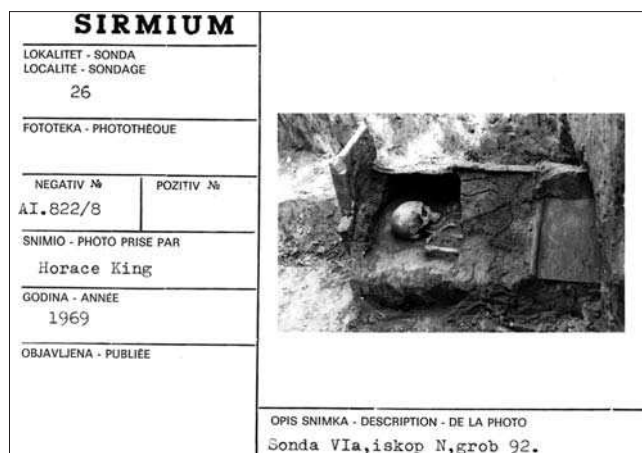 SIRMIUM
LOKALITET - SONDA
LOCALITÉ - SONDAGE
26
FOTOTEKA - PHOTOTHÈQUE
NEGATIV №
POZITIV №
AI.822/8
SNIMIO - PHOTO PRISE PAR
Horace King
GODINA - ANNÉE
1969
OBJAVLJENA - PUBLIÉE
OPIS SNIMKA - DESCRIPTION - DE LA PHOTO
Sonda VIa,iskop N,grob 92.